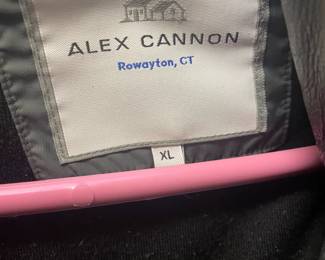 ALEX CANNON
Rowayton, CT
XL